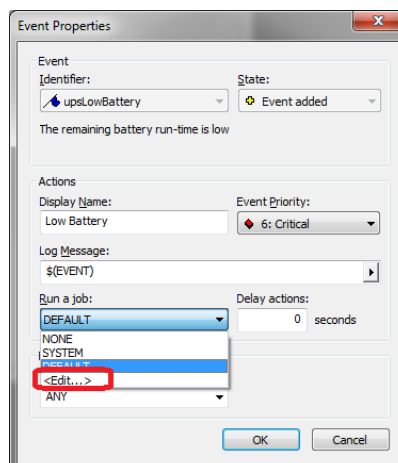 Event Properties
Event
Identifier:
State:
upsLowBattery
Event added
The remaining battery run-time is low
Actions
Display Name:
Event Priority:
Low Battery
6: Critical
Log Message:
$(EVENT)
Run a job:
Delay actions:
DEFAULT
0 seconds
NONE
SYSTEM
DEFAULT
<Edit...>
ANY
OK
Cancel